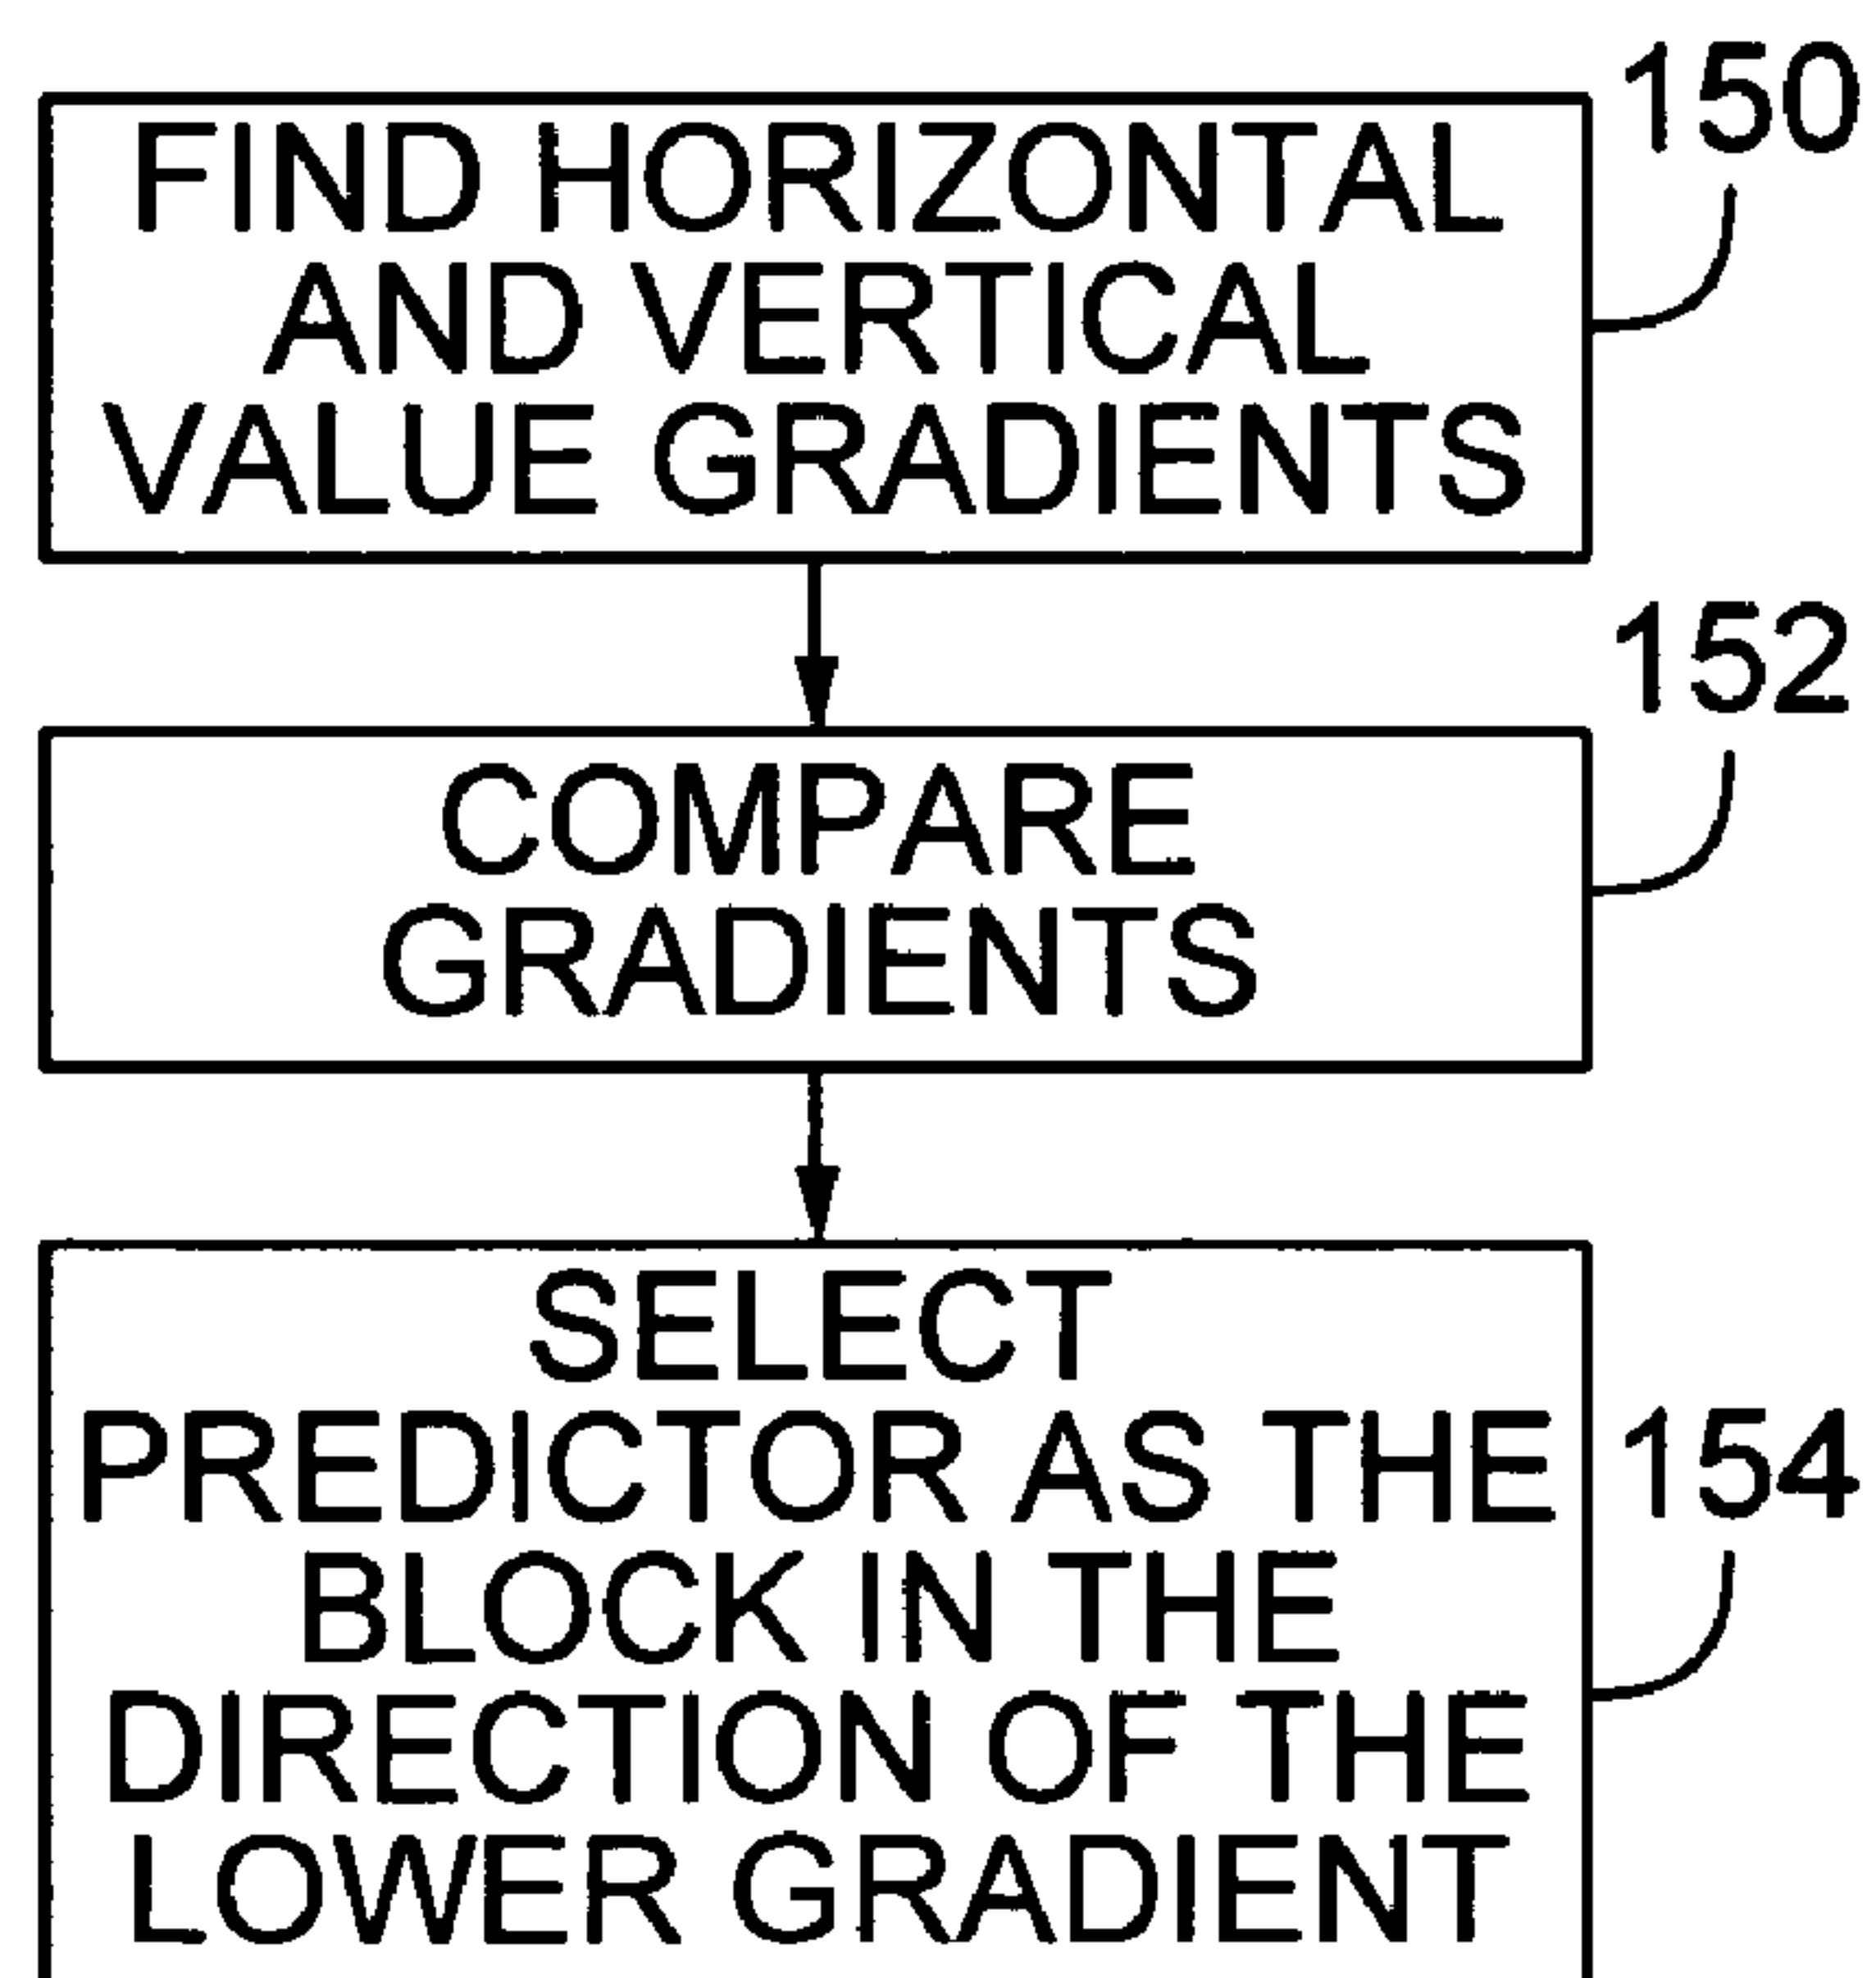 150
FIND HORIZONTAL
AND VERTICAL
VALUE GRADIENTS
152
COMPARE
GRADIENTS
SELECT
PREDICTOR AS THE
154
BLOCK IN THE
DIRECTION OF THE
LOWER GRADIENT